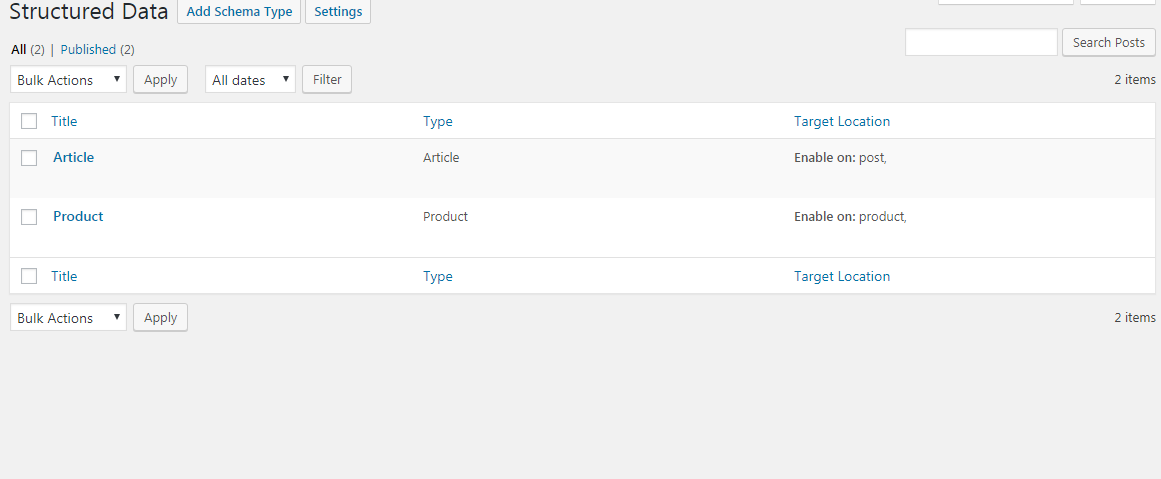 Structured Data Add Schema Type Settings
All (2) | Published (2)
Search Posts
Bulk Actions Apply All dates Filter 2 items
Title Type Target Location
Article Article Enable on: post,
Product Product Enable on: product,
Title Type Target Location
Bulk Actions Apply 2 items